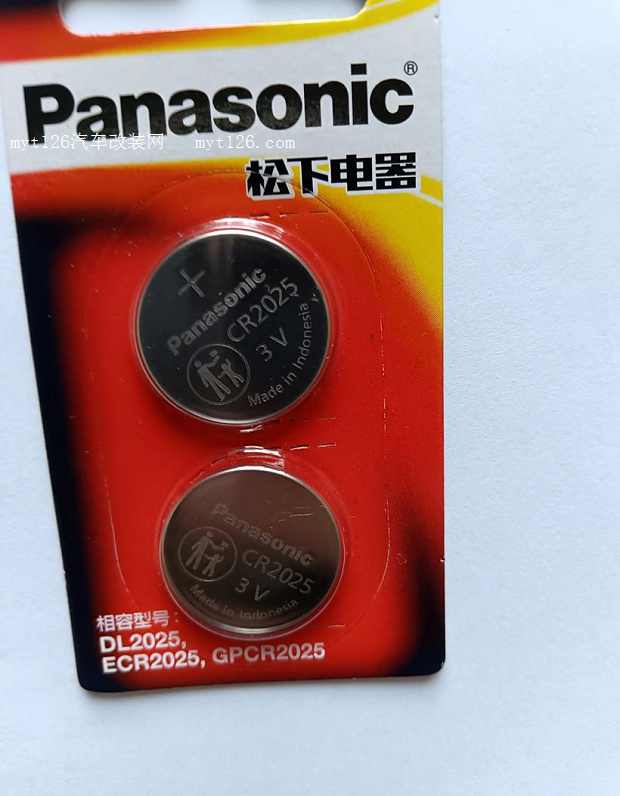 Panasonic®
myt126汽车改装网 myt126.com
松下电器
+
Panasonic
CR2025
3 V
Made in Indonesia
Panasonic
CR2025
3 V
Made in Indonesia
相容型号：
DL2025,
ECR2025, GPCR2025